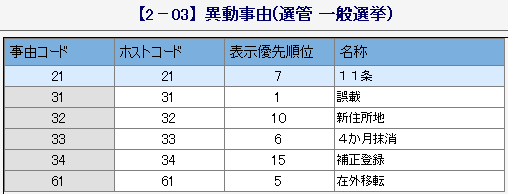 【2－03】異動事由(選管 一般選挙)
事由コード ホストコード 表示優先順位 名称
21 21 7 １１条
31 31 1 誤載
32 32 10 新住所地
33 33 6 ４か月抹消
34 34 15 補正登録
61 61 5 在外移転